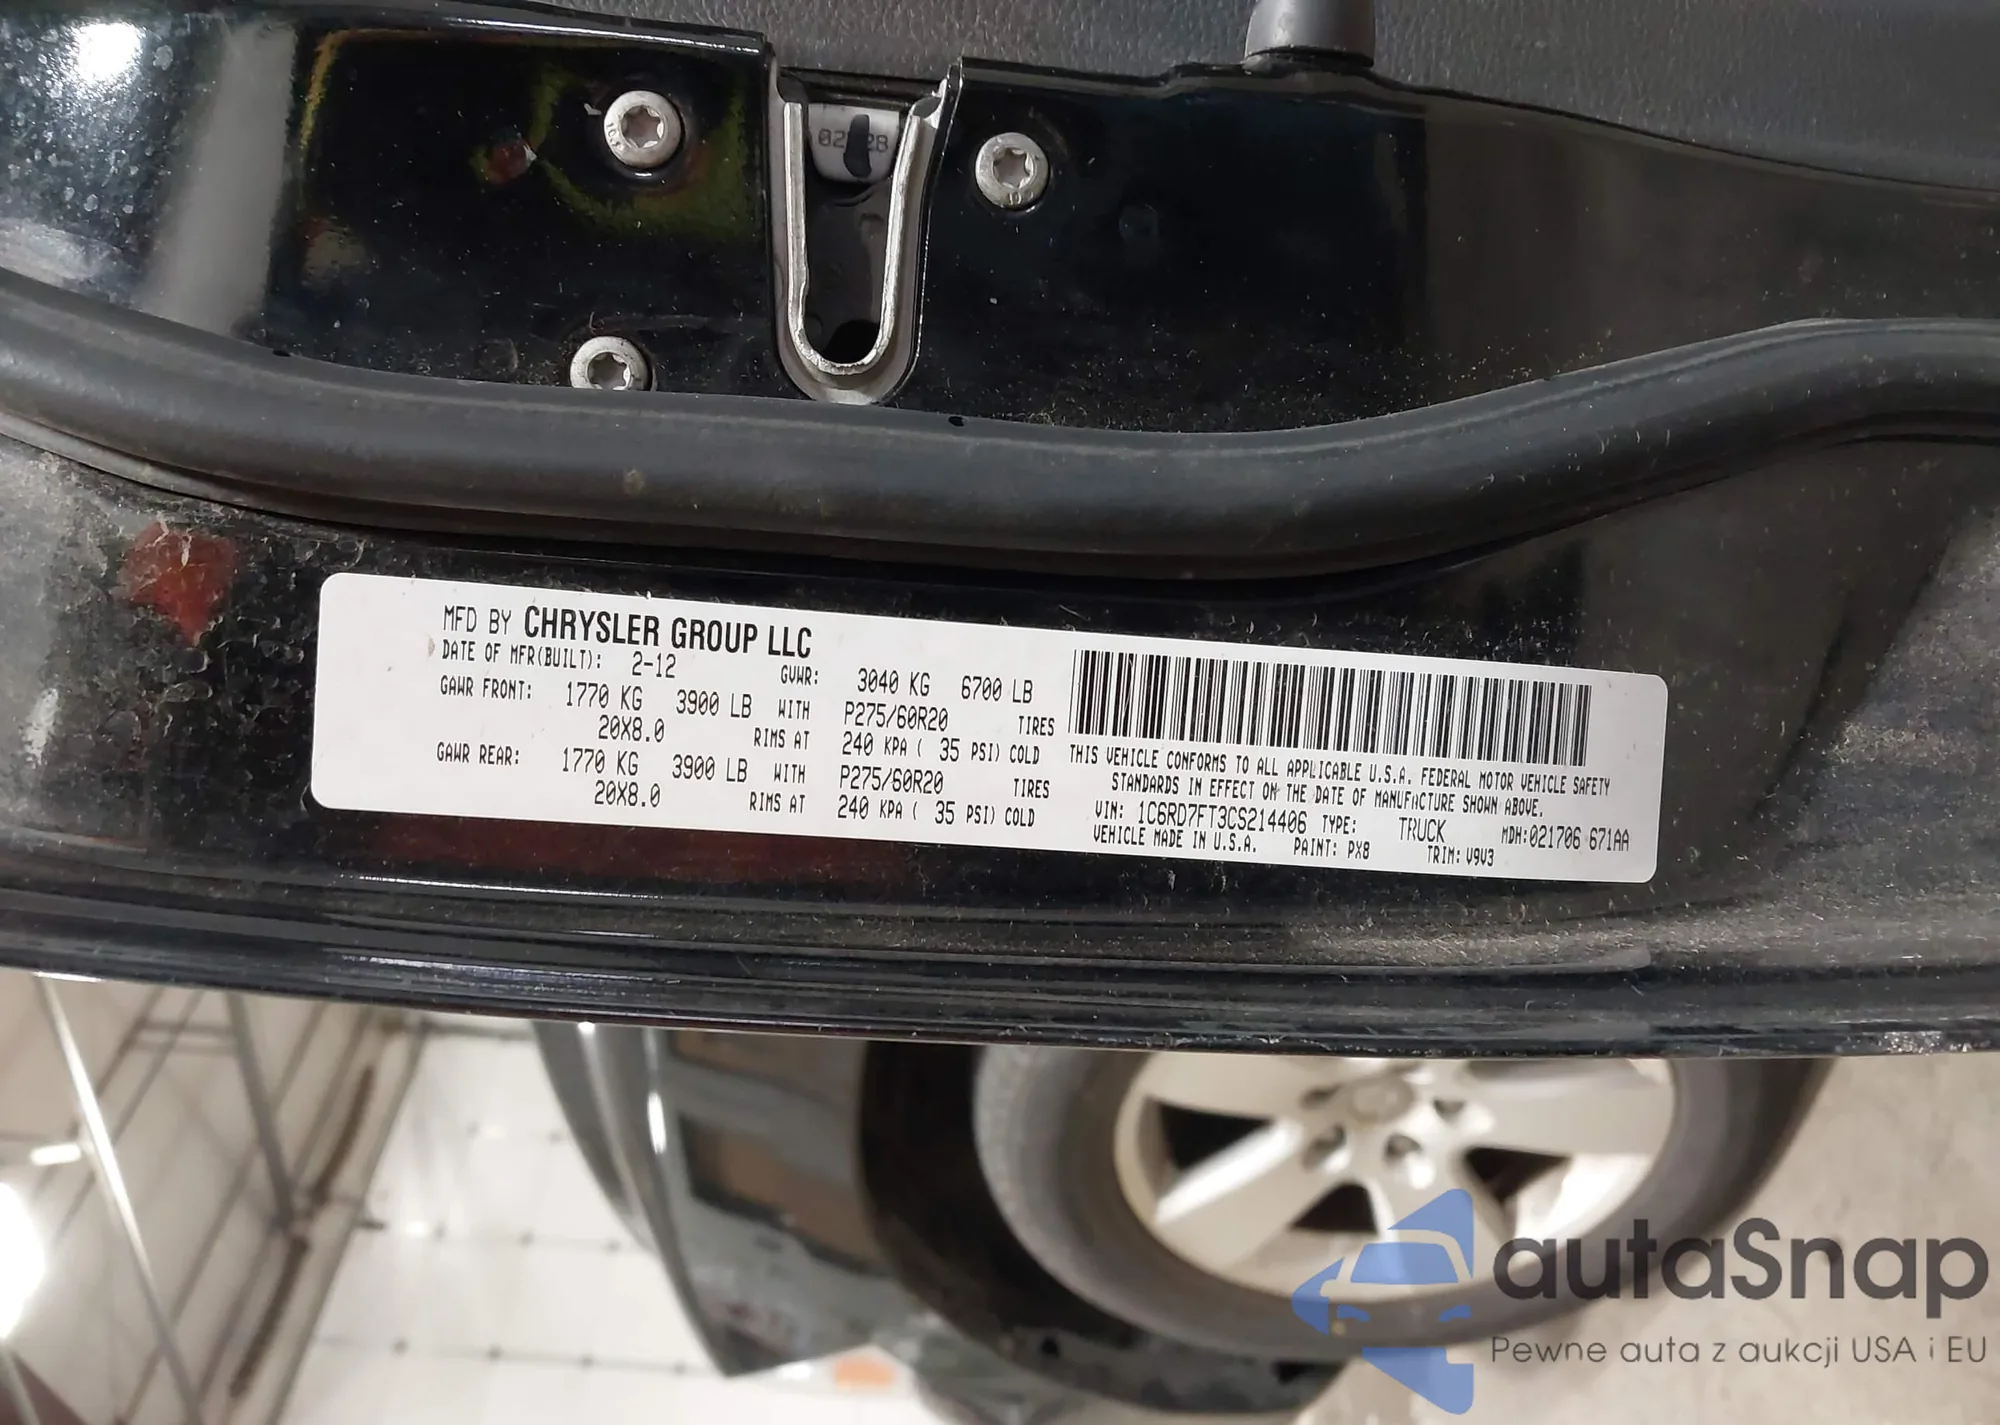 MFD BY CHRYSLER GROUP LLC
DATE OF MFR(BUILT): 2-12 GVWR: 3040 KG 6700 LB
GAWR FRONT: 1770 KG 3900 LB WITH P275/60R20 TIRES
20X8.0 RIMS AT 240 KPA ( 35 PSI) COLD
GAWR REAR: 1770 KG 3900 LB WITH P275/60R20 TIRES
20X8.0 RIMS AT 240 KPA ( 35 PSI) COLD
THIS VEHICLE CONFORMS TO ALL APPLICABLE U.S.A. FEDERAL MOTOR VEHICLE SAFETY
STANDARDS IN EFFECT ON THE DATE OF MANUFACTURE SHOWN ABOVE.
VIN: 1C6RD7FT3CS214406 TYPE: TRUCK MDH:021706 671AA
VEHICLE MADE IN U.S.A. PAINT: PX8 TRIM: V9V3
autaSnap
Pewne auta z aukcji USA i EU